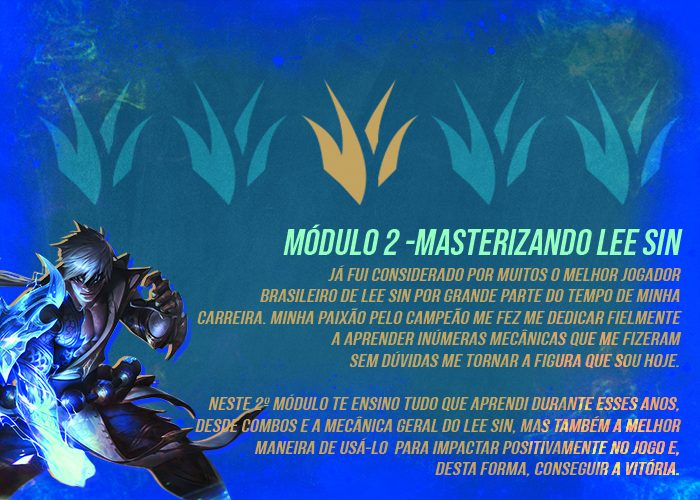 MÓDULO 2 -MASTERIZANDO LEE SIN
JÁ FUI CONSIDERADO POR MUITOS O MELHOR JOGADOR
BRASILEIRO DE LEE SIN POR GRANDE PARTE DO TEMPO DE MINHA
CARREIRA. MINHA PAIXÃO PELO CAMPEÃO ME FEZ ME DEDICAR FIELMENTE
A APRENDER INÚMERAS MECÂNICAS QUE ME FIZERAM
SEM DÚVIDAS ME TORNAR A FIGURA QUE SOU HOJE.
NESTE 2º MÓDULO TE ENSINO TUDO QUE APRENDI DURANTE ESSES ANOS,
DESDE COMBOS E A MECÂNICA GERAL DO LEE SIN, MAS TAMBÉM A MELHOR
MANEIRA DE USÁ-LO PARA IMPACTAR POSITIVAMENTE NO JOGO E,
DESTA FORMA, CONSEGUIR A VITÓRIA.